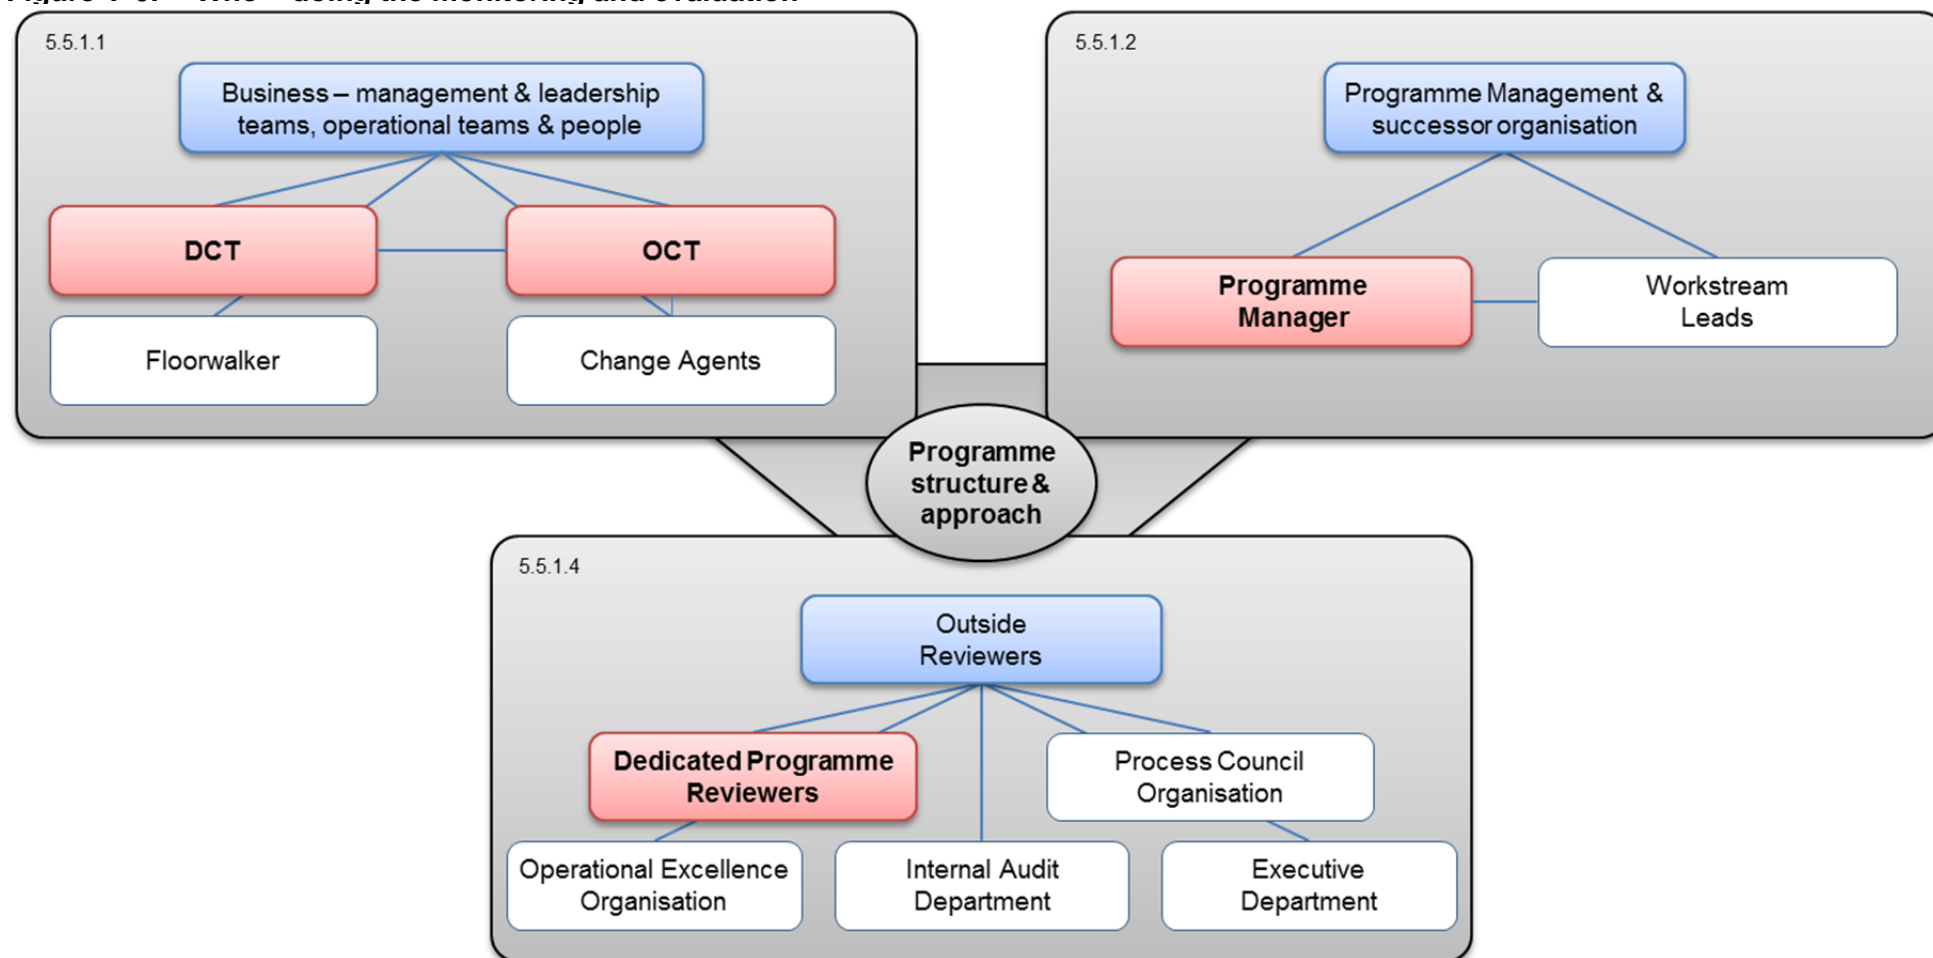 5.5.1.1
Business – management & leadership
teams, operational teams & people
DCT
OCT
Floorwalker
Change Agents
5.5.1.2
Programme Management &
successor organisation
Programme
Manager
Workstream
Leads
Programme
structure &
approach
5.5.1.4
Outside
Reviewers
Dedicated Programme
Reviewers
Process Council
Organisation
Operational Excellence
Organisation
Internal Audit
Department
Executive
Department